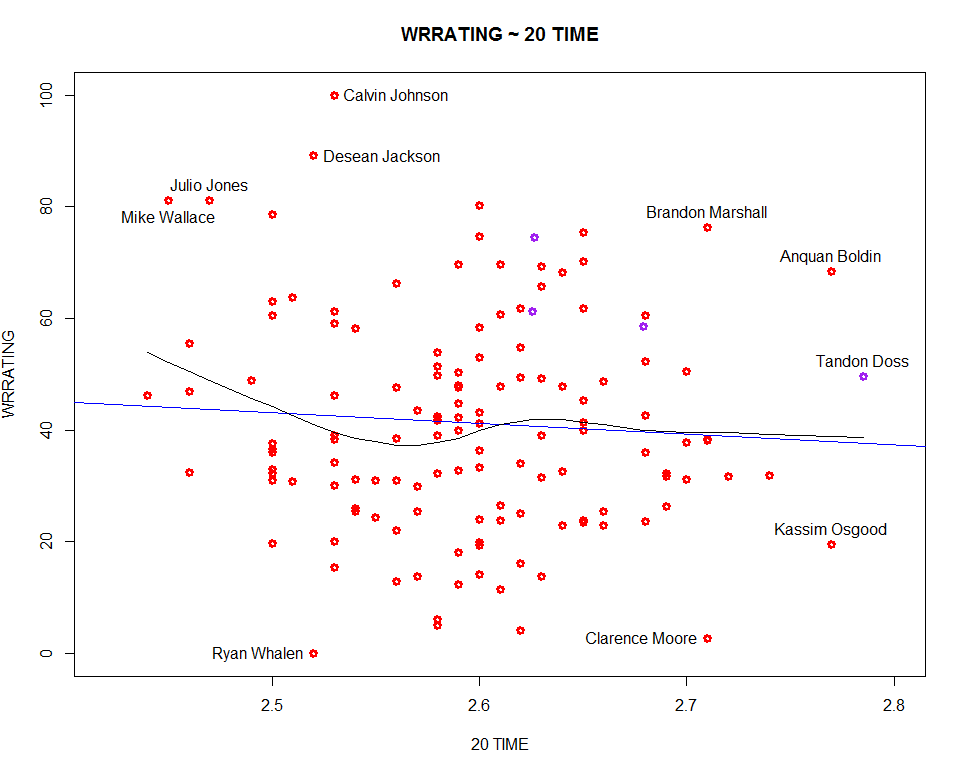 WRRATING ~ 20 TIME
100
80
60
40
20
0
WRRATING
Calvin Johnson
Desean Jackson
Julio Jones
Mike Wallace
Brandon Marshall
Anquan Boldin
Tandon Doss
Kassim Osgood
Clarence Moore
Ryan Whalen
2.5
2.6
2.7
2.8
20 TIME